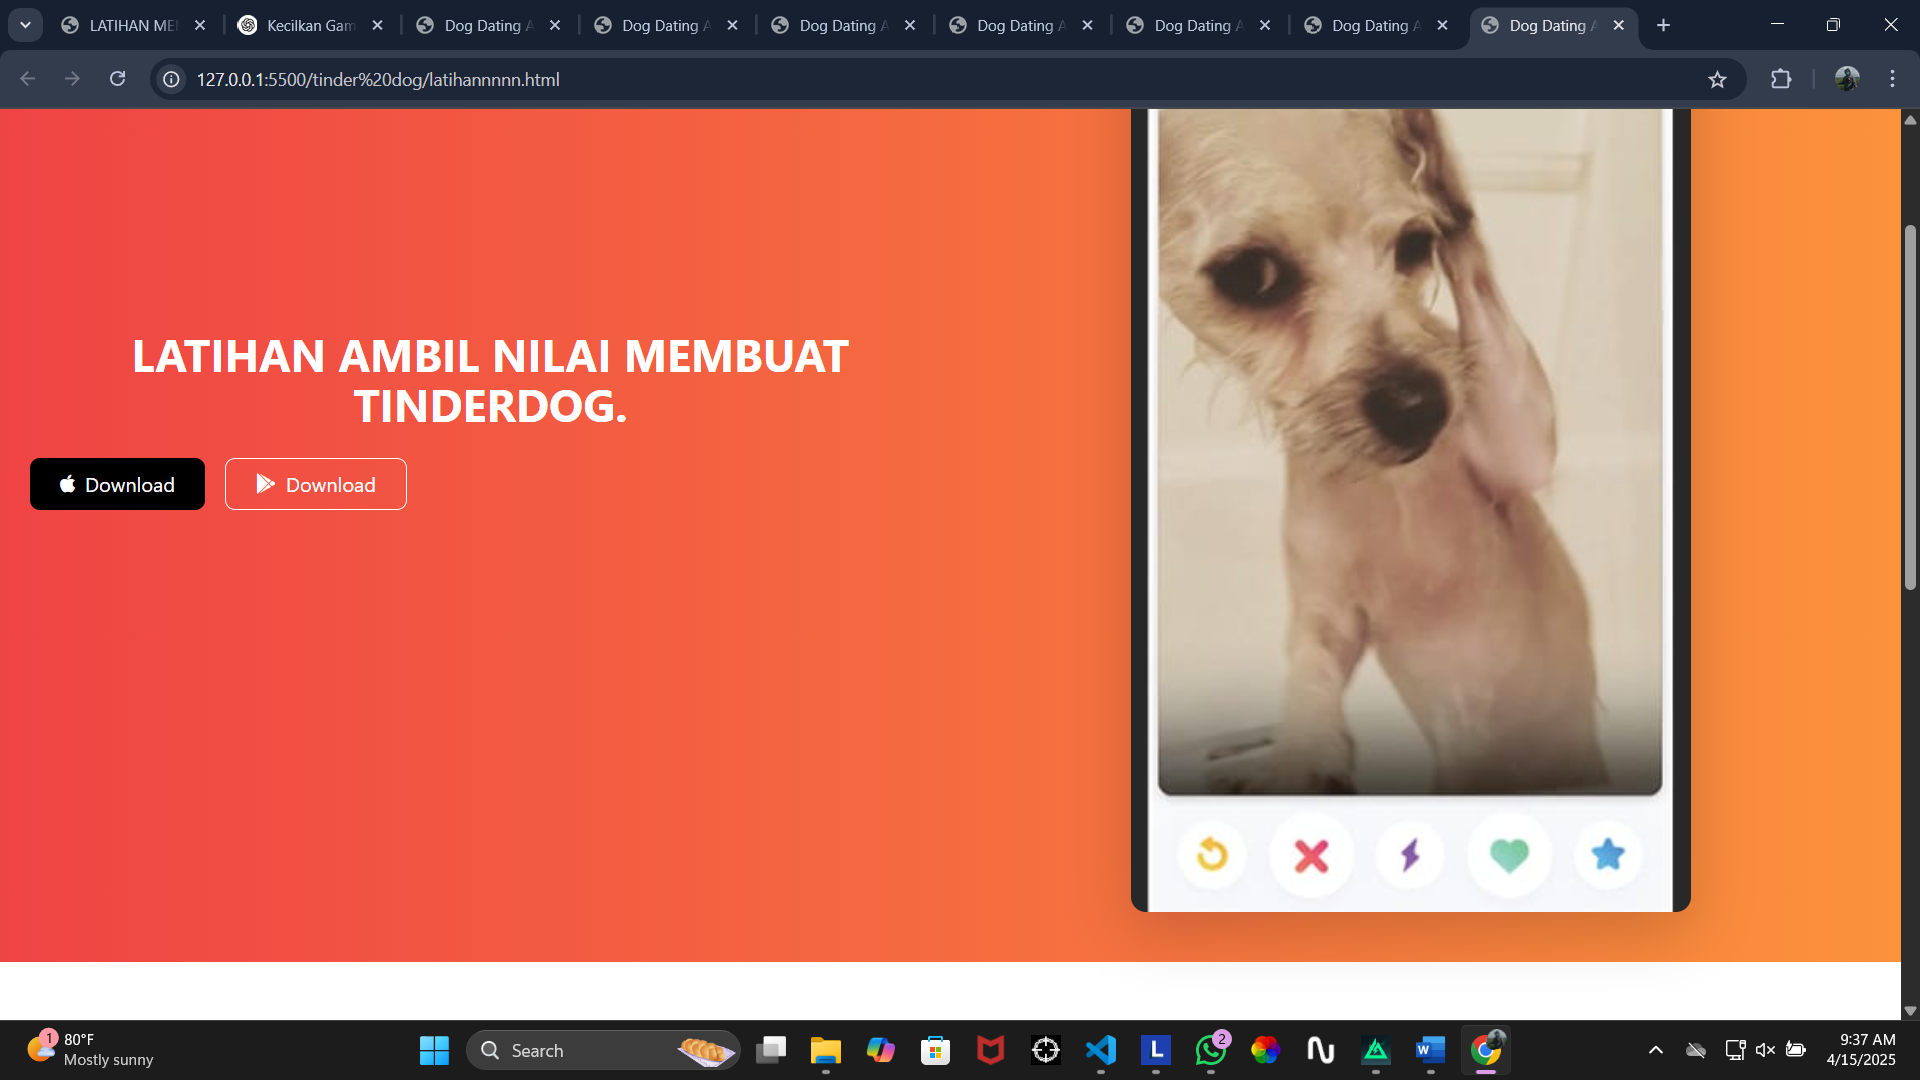 LATIHAN ME
Kecilkan Gam
Dog Dating A
Dog Dating A
Dog Dating A
Dog Dating A
Dog Dating A
Dog Dating A
Dog Dating A
127.0.0.1:5500/tinder%20dog/latihannnnn.html
LATIHAN AMBIL NILAI MEMBUAT
TINDERDOG.
Download
Download
1
80°F
Mostly sunny
Search
L
2
W
9:37 AM
4/15/2025